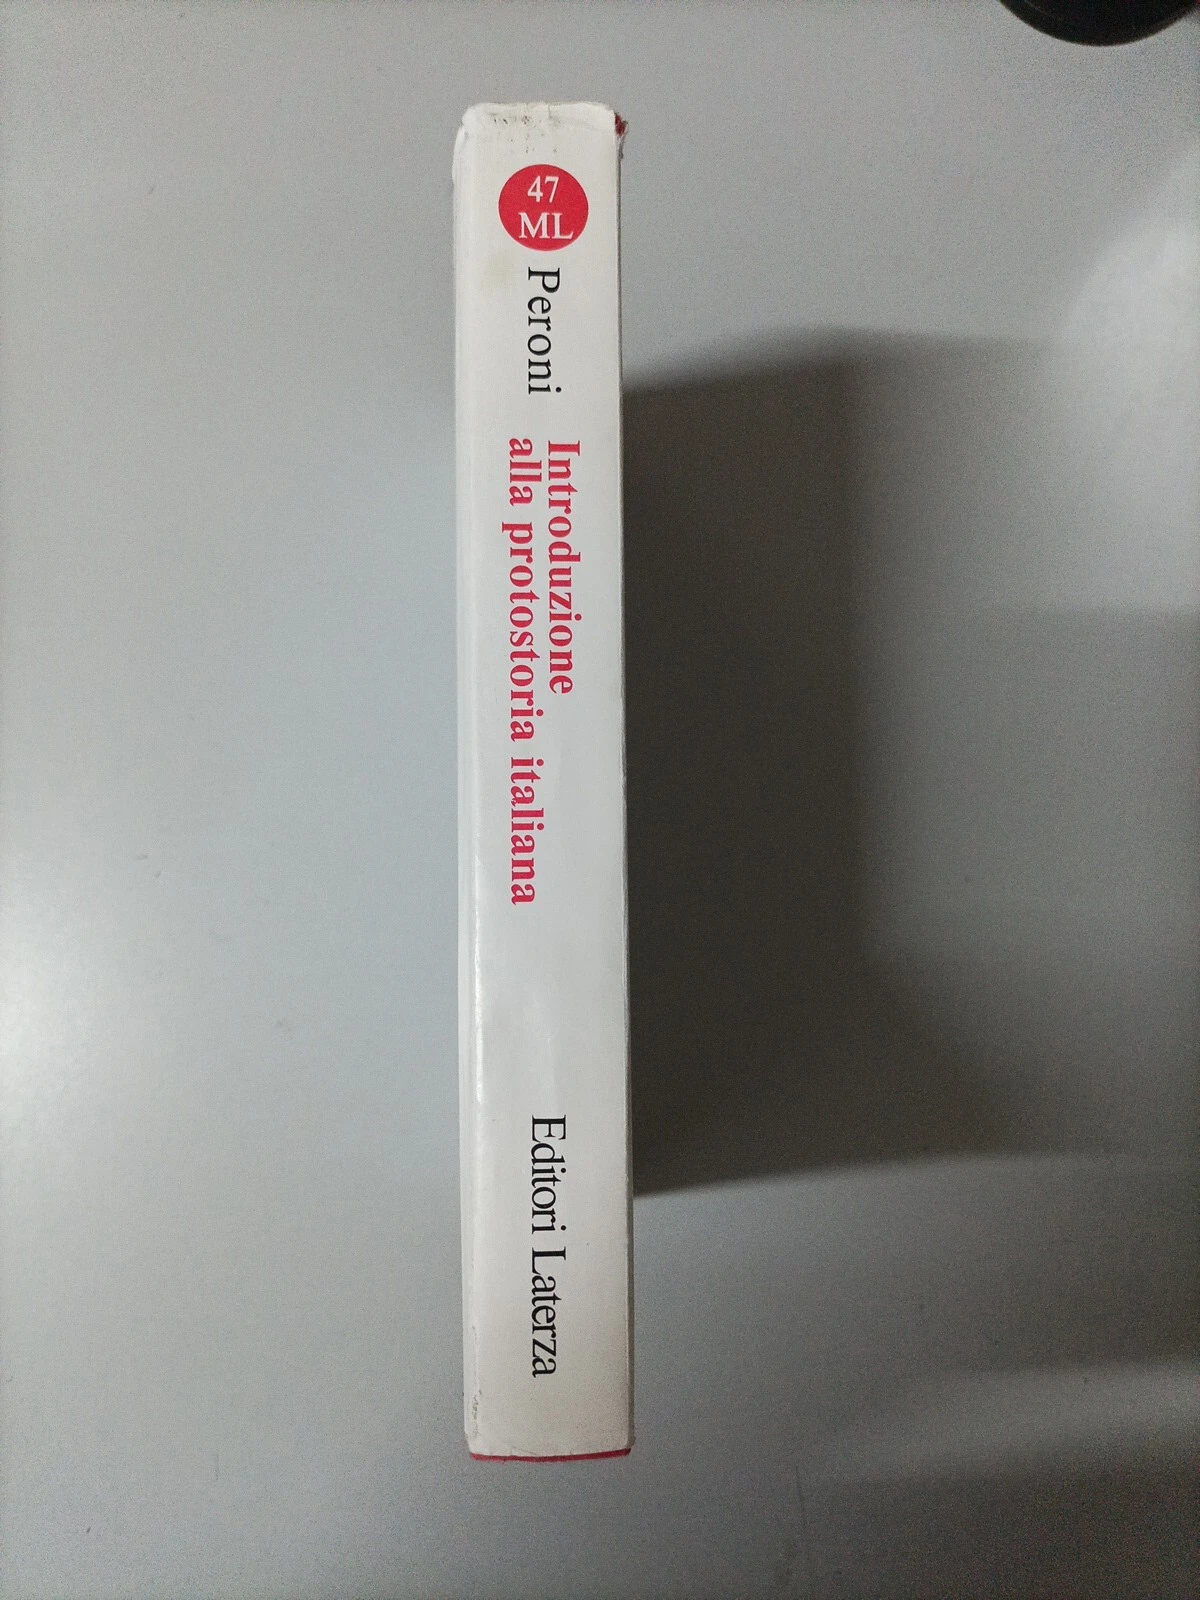 47
ML
Peroni
Introduzione
alla protostoria italiana
Editori Laterza